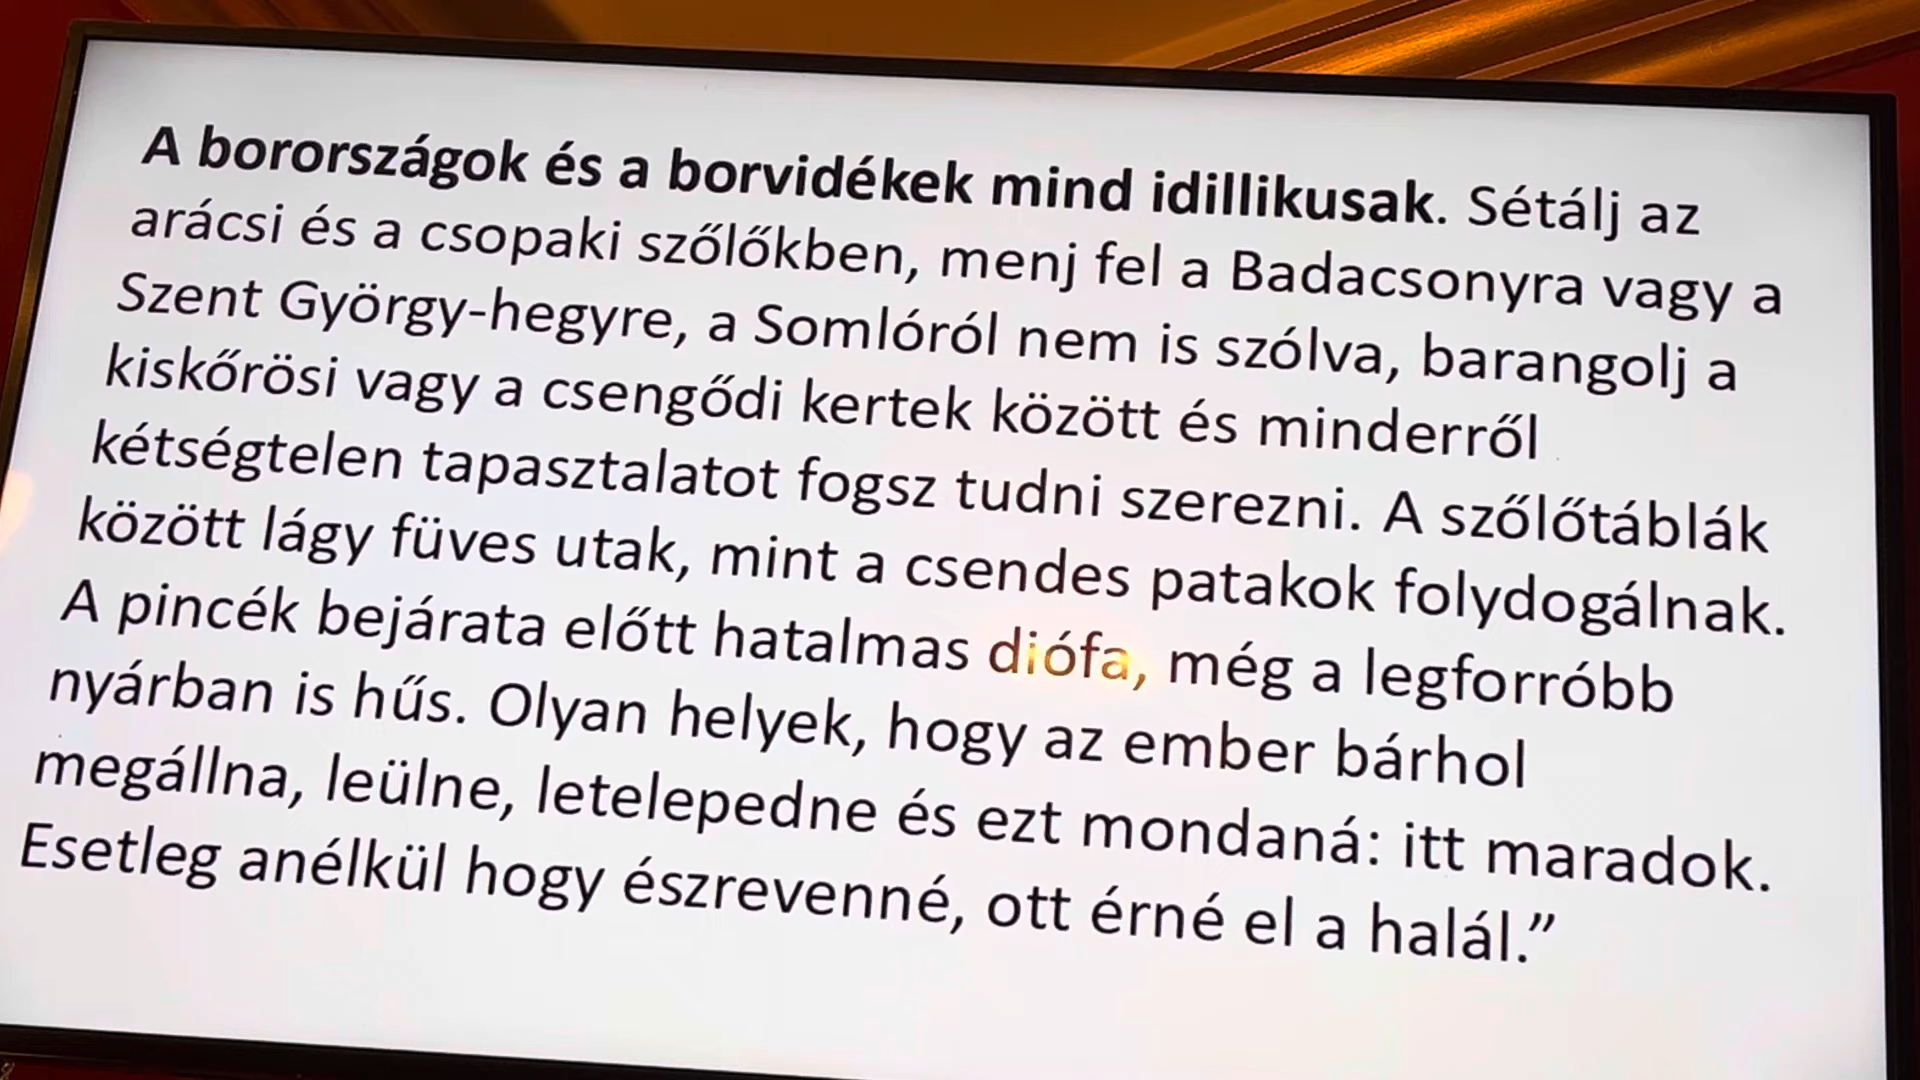 A bororszagok és a borvidékek mind idillikusak. Sétálj az
arácsi és a csopaki szőlőkben, menj fel a Badacsonyra vagy a
Szent György-hegyre, a Somlóról nem is szólva, barangolj a
kiskőrösi vagy a csengődi kertek között és minderről
kétségtelen tapasztalatot fogsz tudni szerezni. A szőlőtáblák
között lágy füves utak, mint a csendes patakok folydogálnak.
A pincék bejárata előtt hatalmas diófa, még a legforróbb
nyárban is hűs. Olyan helyek, hogy az ember bárhol
megállna, leülne, letelepedne és ezt mondaná: itt maradok.
Esetleg anélkül hogy észrevenné, ott érné el a halál.”